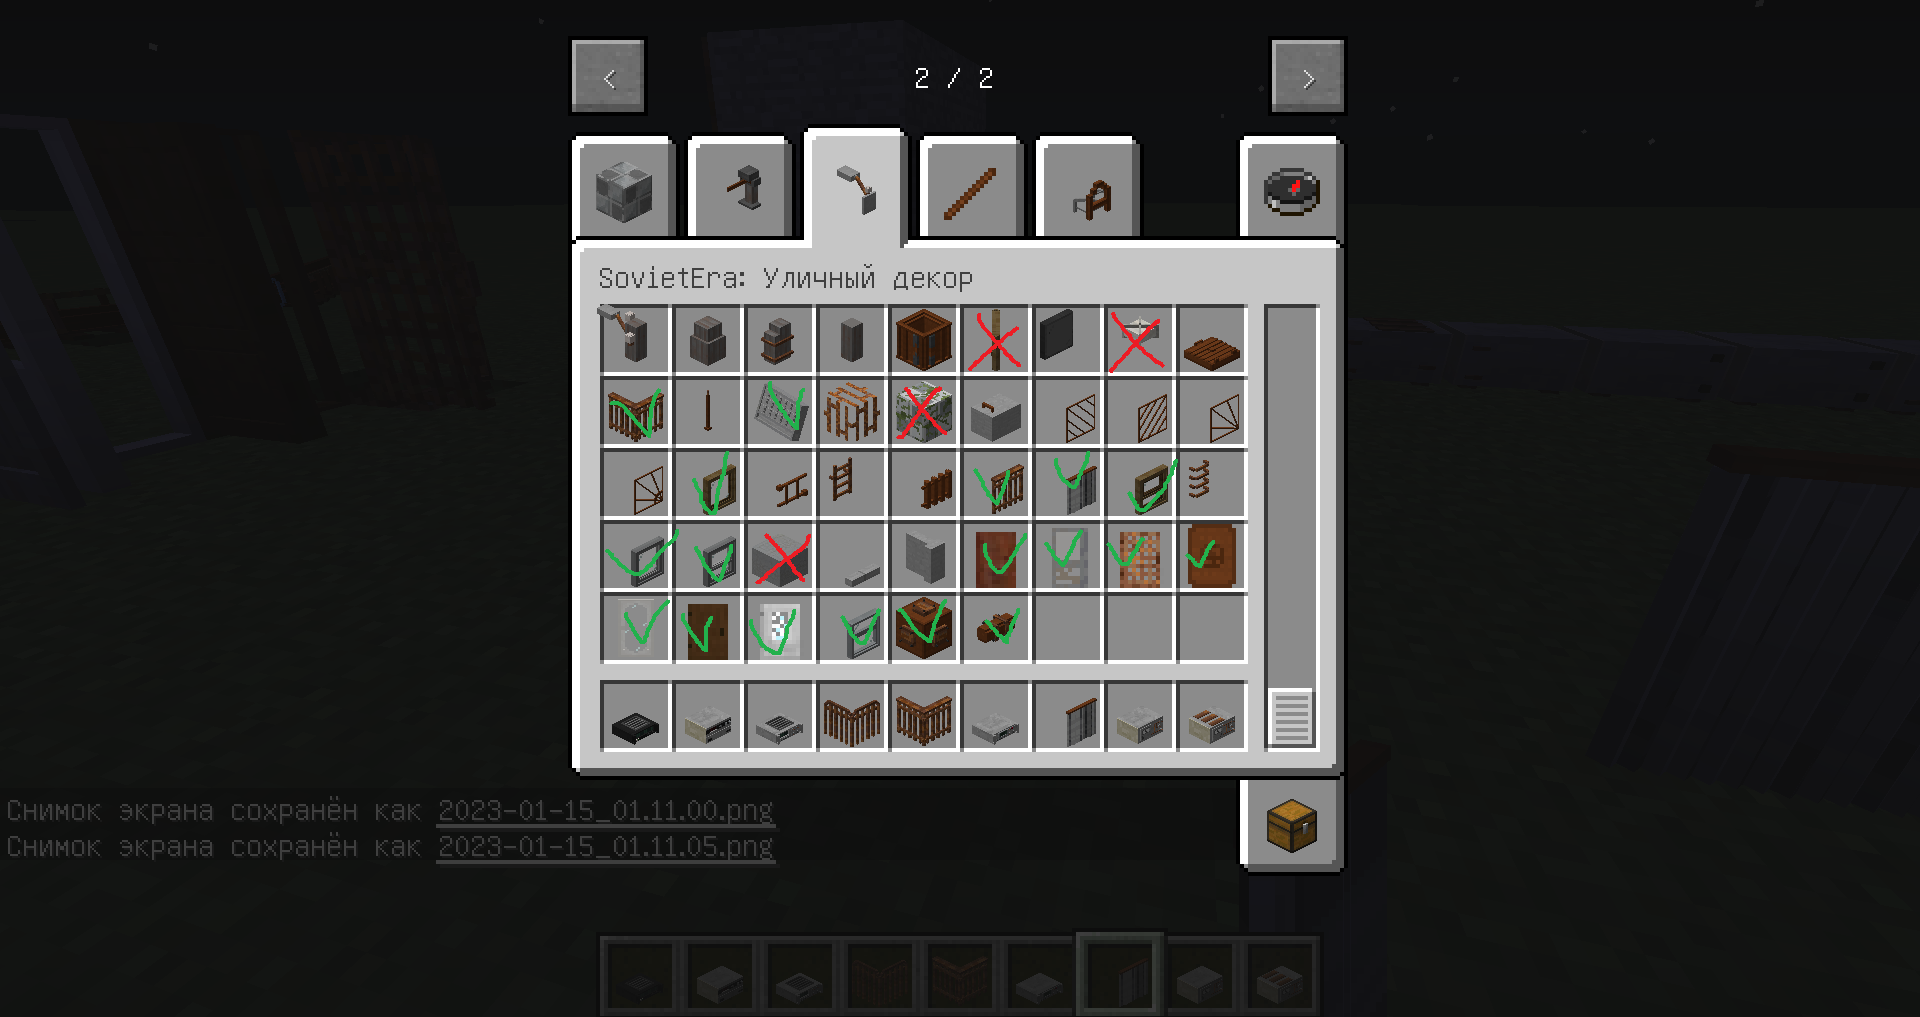 2 / 2
SovietEra: Уличный декор
Снимок экрана сохранён как 2023-01-15_01.11.00.png
Снимок экрана сохранён как 2023-01-15_01.11.05.png